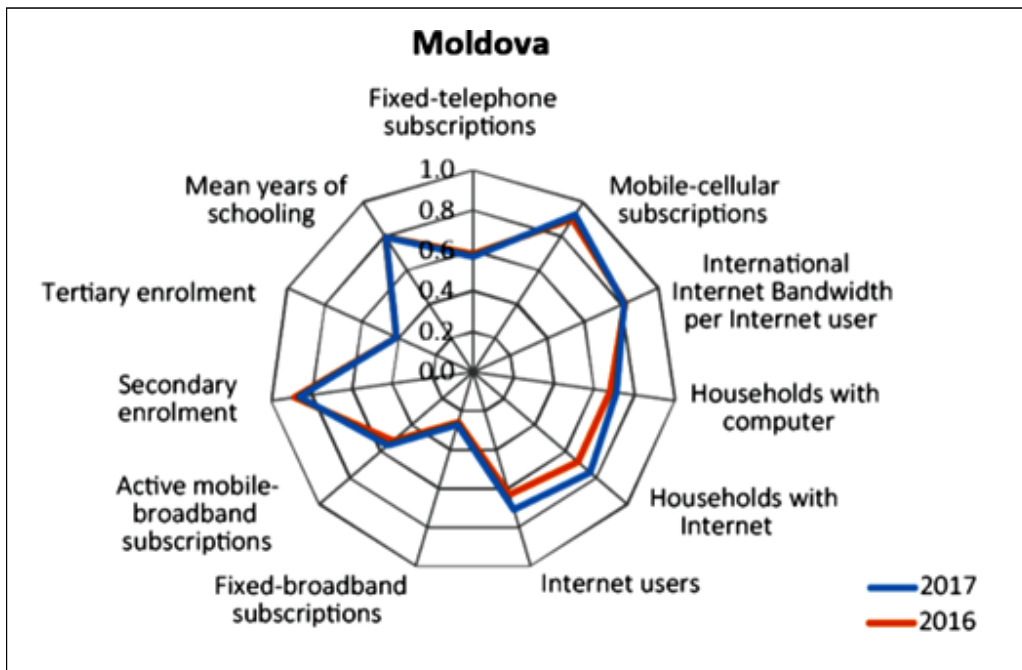 Moldova
Fixed-telephone
subscriptions
Mobile-cellular
subscriptions
International
Internet Bandwidth
per Internet user
Households with
computer
Households with
Internet
Internet users
Fixed-broadband
subscriptions
Active mobile-
broadband
subscriptions
Secondary
enrolment
Tertiary enrolment
Mean years of
schooling
1.0
0.8
0.6
0.4
0.2
0.0
2017
2016